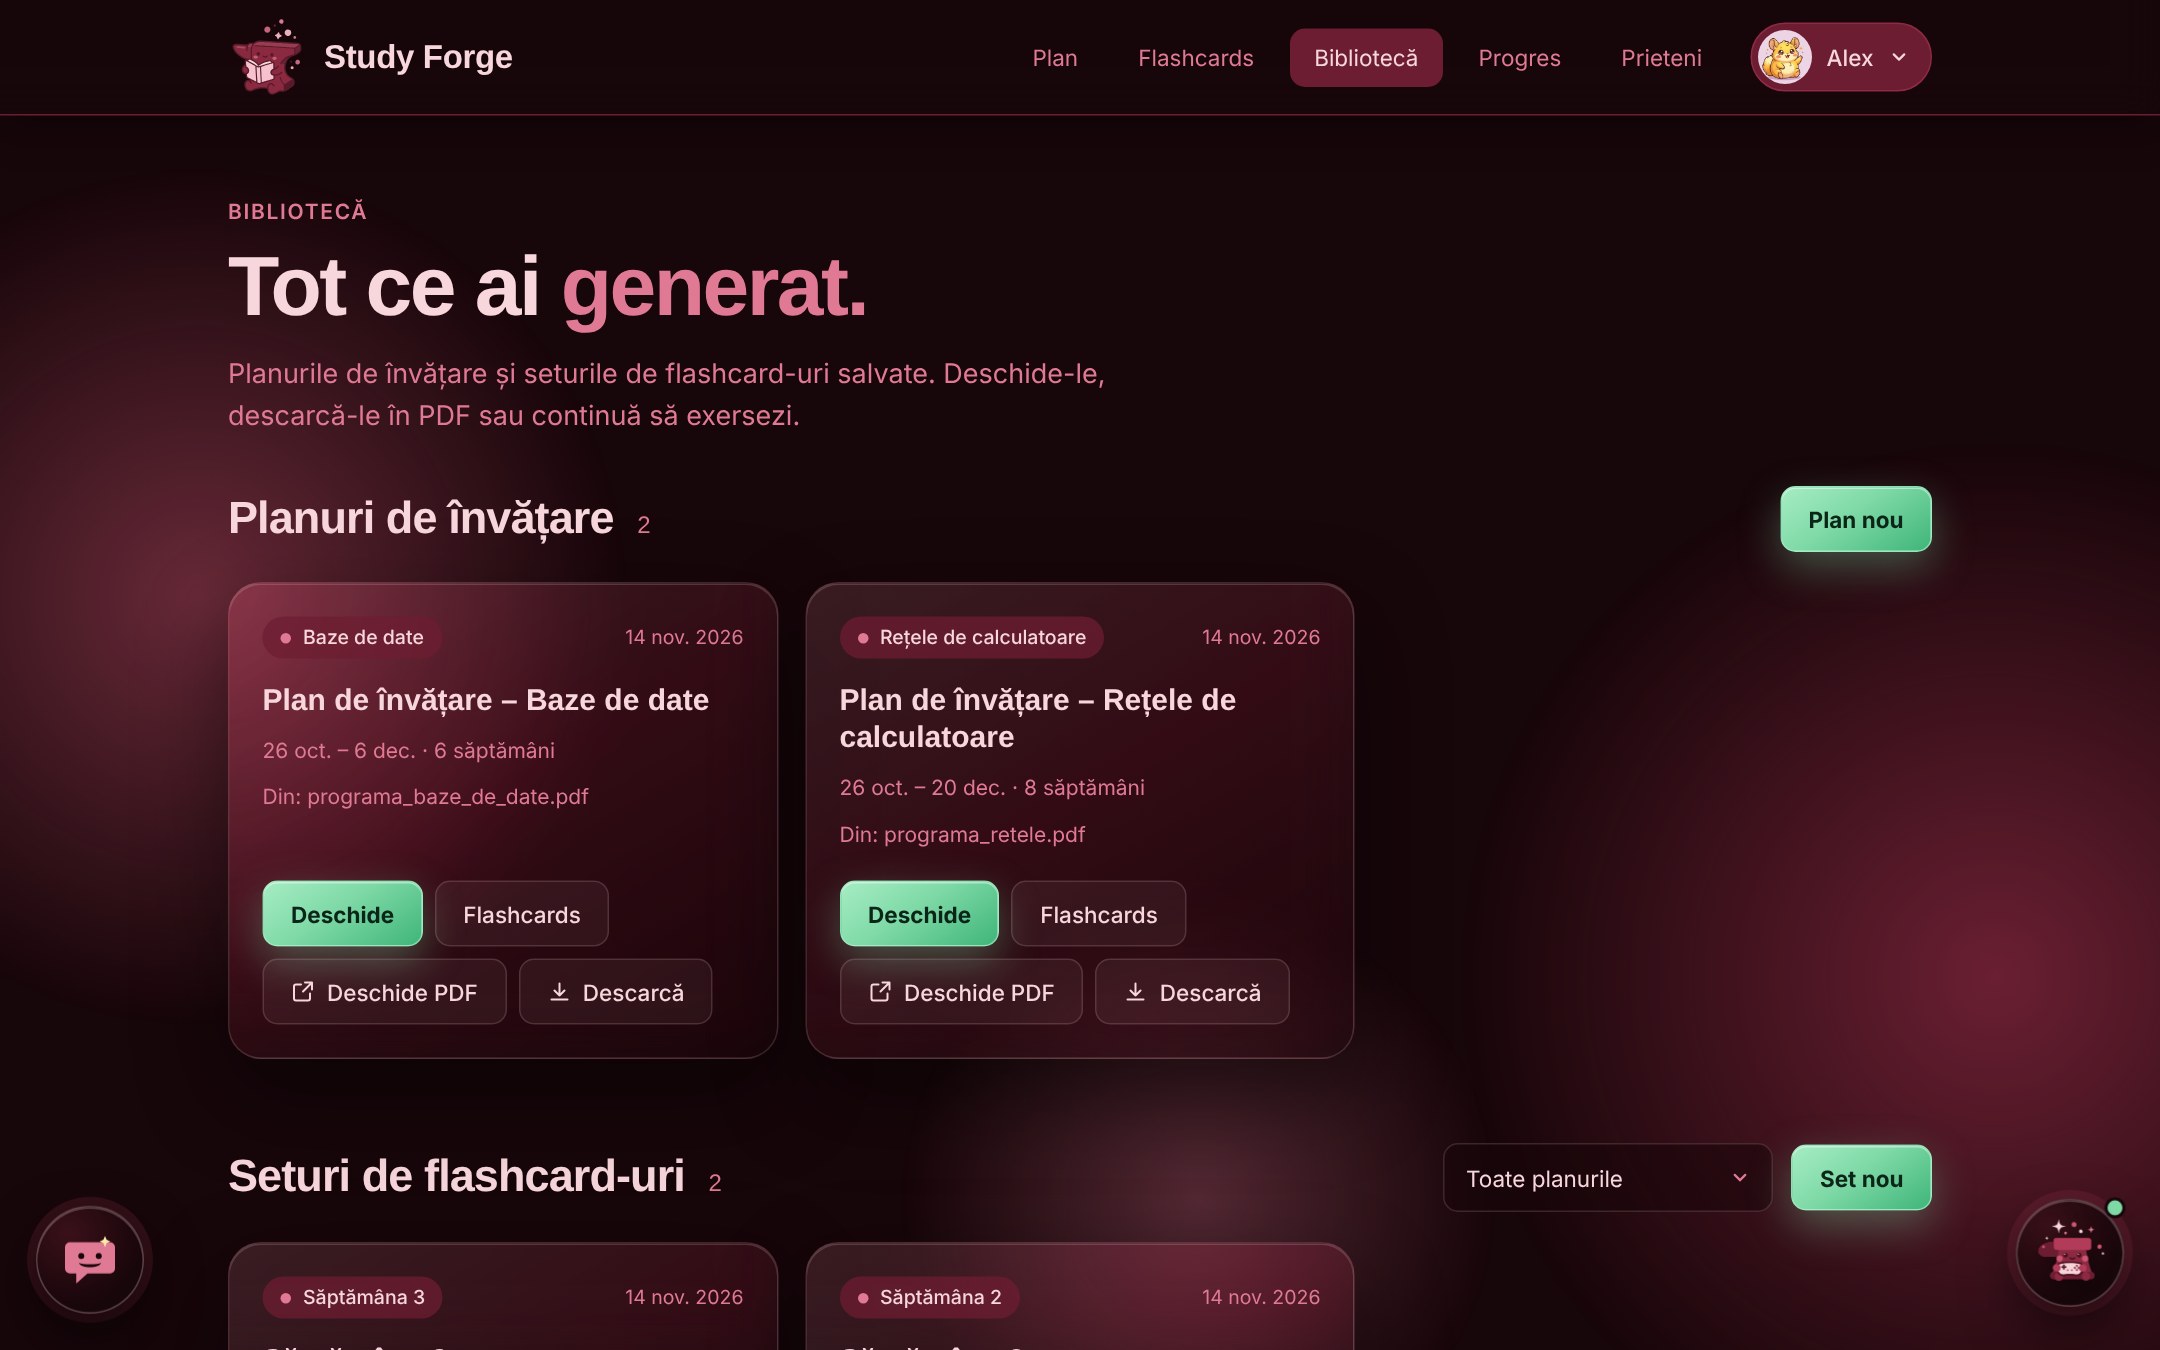 Study Forge
Plan
Flashcards
Bibliotecă
Progres
Prieteni
Alex
BIBLIOTECĂ
Tot ce ai generat.
Planurile de învățare și seturile de flashcard-uri salvate. Deschide-le,
descarcă-le în PDF sau continuă să exersezi.
Planuri de învățare 2
Plan nou
Baze de date
14 nov. 2026
Plan de învățare – Baze de date
26 oct. – 6 dec. · 6 săptămâni
Din: programa_baze_de_date.pdf
Deschide
Flashcards
Deschide PDF
Descarcă
Rețele de calculatoare
14 nov. 2026
Plan de învățare – Rețele de
calculatoare
26 oct. – 20 dec. · 8 săptămâni
Din: programa_retele.pdf
Deschide
Flashcards
Deschide PDF
Descarcă
Seturi de flashcard-uri 2
Toate planurile
Set nou
Săptămâna 3
14 nov. 2026
Săptămâna 2
14 nov. 2026